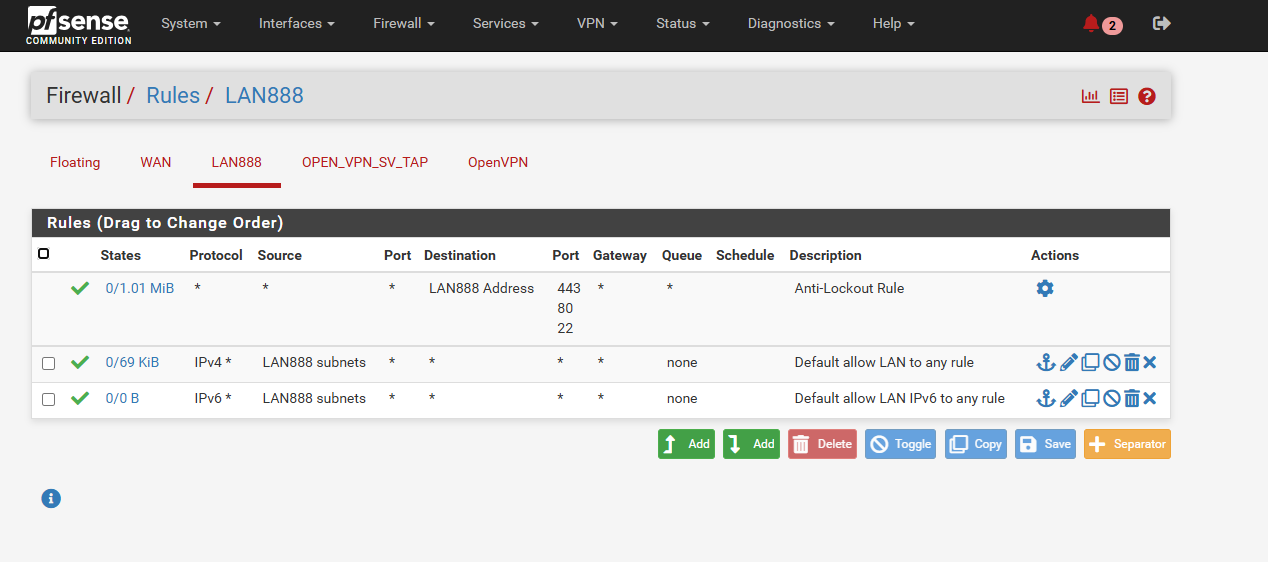 pfsense System Interfaces Firewall Services VPN Status Diagnostics Help 2
COMMUNITY EDITION
Firewall / Rules / LAN888
Floating WAN LAN888 OPEN_VPN_SV_TAP OpenVPN
Rules (Drag to Change Order)
States Protocol Source Port Destination Port Gateway Queue Schedule Description Actions
0/1.01 MiB * * * LAN888 Address 443 * * Anti-Lockout Rule
80
22
0/69 KiB IPv4 * LAN888 subnets * * * * none Default allow LAN to any rule
0/0 B IPv6 * LAN888 subnets * * * * none Default allow LAN IPv6 to any rule
Add Add Delete Toggle Copy Save Separator